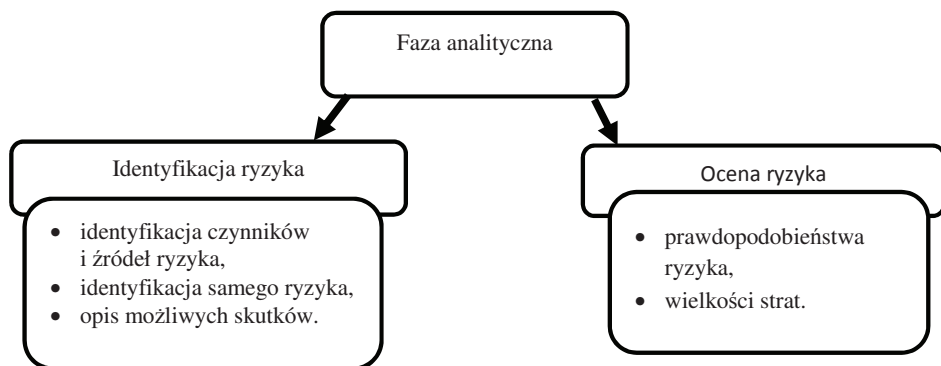 Faza analityczna
Identyfikacja ryzyka
• identyfikacja czynników
i źródeł ryzyka,
• identyfikacja samego ryzyka,
• opis możliwych skutków.
Ocena ryzyka
• prawdopodobieństwa
ryzyka,
• wielkości strat.